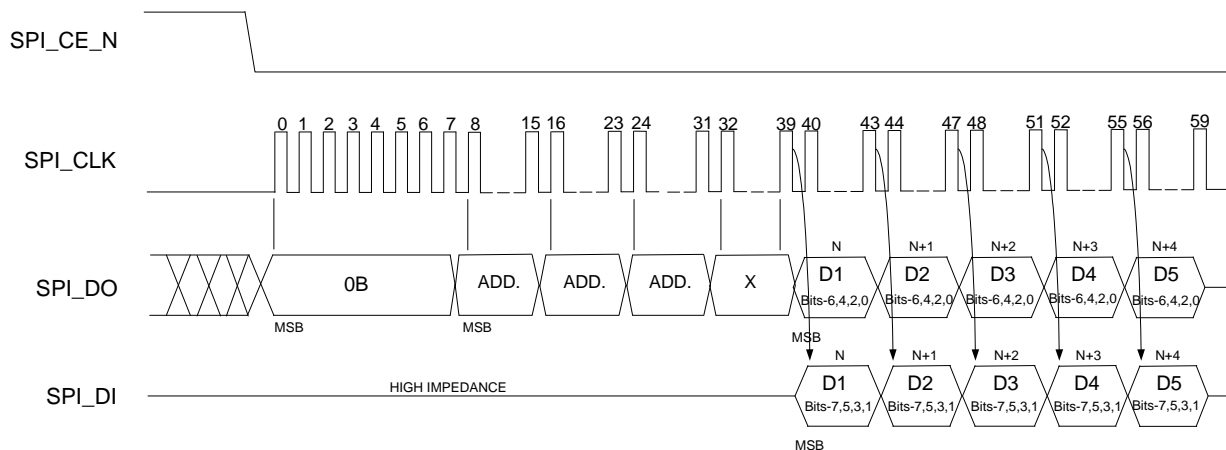 SPI_CE_N
0 1 2 3 4 5 6 7 8 15 16 23 24 31 32 39 40 43 44 47 48 51 52 55 56 59
SPI_CLK
N N+1 N+2 N+3 N+4
SPI_DO
0B ADD. ADD. ADD. X D1 D2 D3 D4 D5
Bits-6,4,2,0 Bits-6,4,2,0 Bits-6,4,2,0 Bits-6,4,2,0 Bits-6,4,2,0
MSB MSB MSB
N N+1 N+2 N+3 N+4
SPI_DI
HIGH IMPEDANCE
D1 D2 D3 D4 D5
Bits-7,5,3,1 Bits-7,5,3,1 Bits-7,5,3,1 Bits-7,5,3,1 Bits-7,5,3,1
MSB